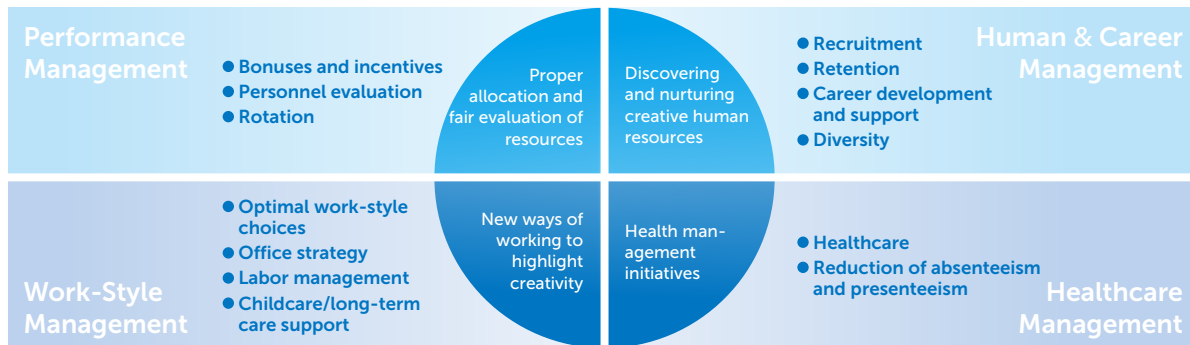 Performance
Management
● Bonuses and incentives
● Personnel evaluation
● Rotation
Proper
allocation and
fair evaluation of
resources
Discovering
and nurturing
creative human
resources
● Recruitment
● Retention
● Career development
and support
● Diversity
Human & Career
Management
Work-Style
Management
● Optimal work-style
choices
● Office strategy
● Labor management
● Childcare/long-term
care support
New ways of
working to
highlight
creativity
Health man-
agement
initiatives
● Healthcare
● Reduction of absenteeism
and presenteeism
Healthcare
Management